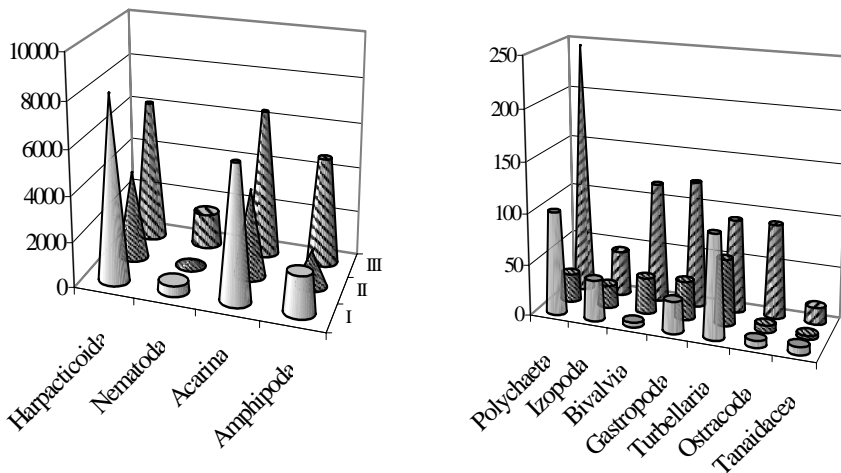 10000
8000
6000
4000
2000
0
III
II
I
Harpacticoida
Nematoda
Acarina
Amphipoda
250
200
150
100
50
0
Polychaeta
Izopoda
Bivalvia
Gastropoda
Turbellaria
Ostracoda
Tanaidacea